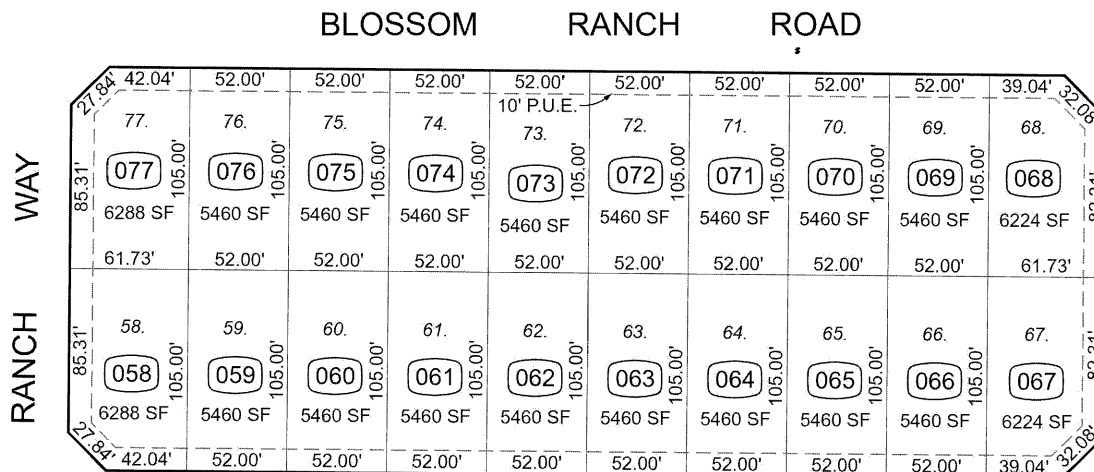 BLOSSOM RANCH ROAD
27.84' 42.04' 52.00' 52.00' 52.00' 52.00' 52.00' 52.00' 52.00' 52.00' 39.04' 32.08'
10' P.U.E.
77. 76. 75. 74. 73. 72. 71. 70. 69. 68.
WAY
85.31' 077 105.00' 076 105.00' 075 105.00' 074 105.00' 073 105.00' 072 105.00' 071 105.00' 070 105.00' 069 105.00' 068
6288 SF 5460 SF 5460 SF 5460 SF 5460 SF 5460 SF 5460 SF 5460 SF 5460 SF 6224 SF
61.73' 52.00' 52.00' 52.00' 52.00' 52.00' 52.00' 52.00' 52.00' 61.73'
58. 59. 60. 61. 62. 63. 64. 65. 66. 67.
RANCH
85.31' 058 105.00' 059 105.00' 060 105.00' 061 105.00' 062 105.00' 063 105.00' 064 105.00' 065 105.00' 066 105.00' 067
6288 SF 5460 SF 5460 SF 5460 SF 5460 SF 5460 SF 5460 SF 5460 SF 5460 SF 6224 SF
27.84' 42.04' 52.00' 52.00' 52.00' 52.00' 52.00' 52.00' 52.00' 52.00' 39.04' 32.08'